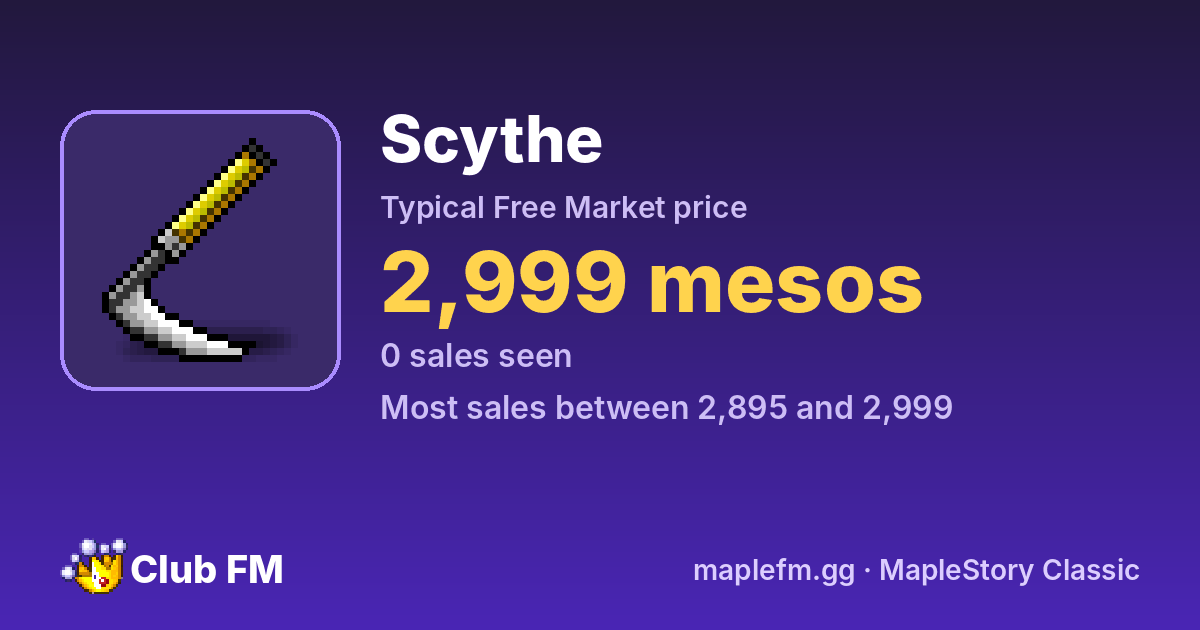 Scythe
Typical Free Market price
2,999 mesos
0 sales seen
Most sales between 2,895 and 2,999
Club FM
maplefm.gg · MapleStory Classic